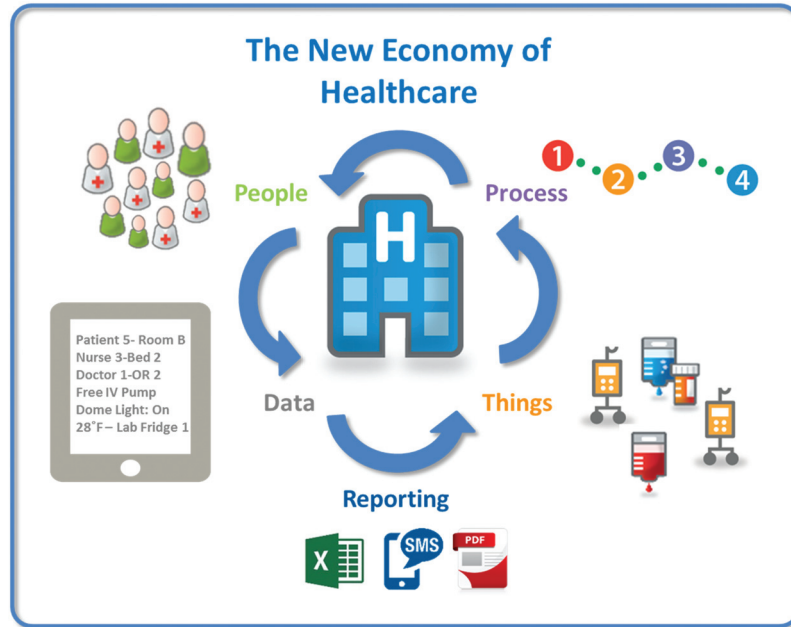 The New Economy of
Healthcare
People
Process
1
2
3
4
H
Patient 5- Room B
Nurse 3-Bed 2
Doctor 1-OR 2
Free IV Pump
Dome Light: On
28˚F – Lab Fridge 1
Data
Things
Reporting
X
SMS
PDF